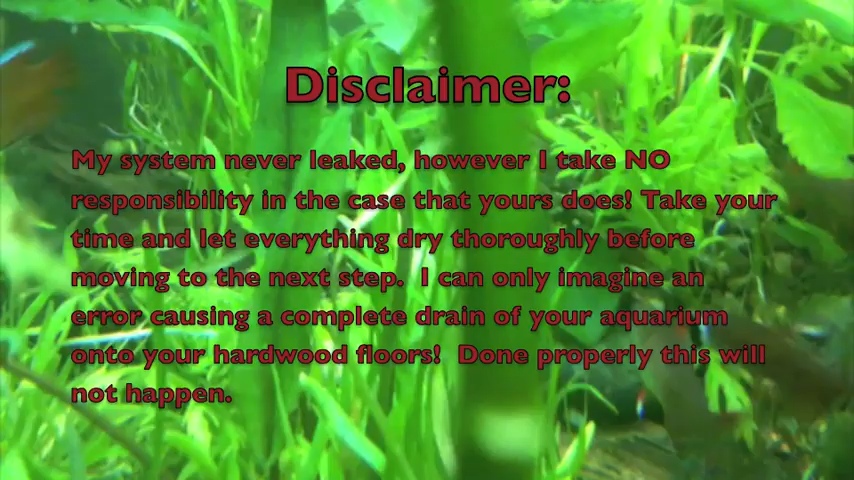 Disclaimer:
My system never leaked, however I take NO
responsibility in the case that yours does! Take your
time and let everything dry thoroughly before
moving to the next step.  I can only imagine an
error causing a complete drain of your aquarium
onto your hardwood floors!  Done properly this will
not happen.